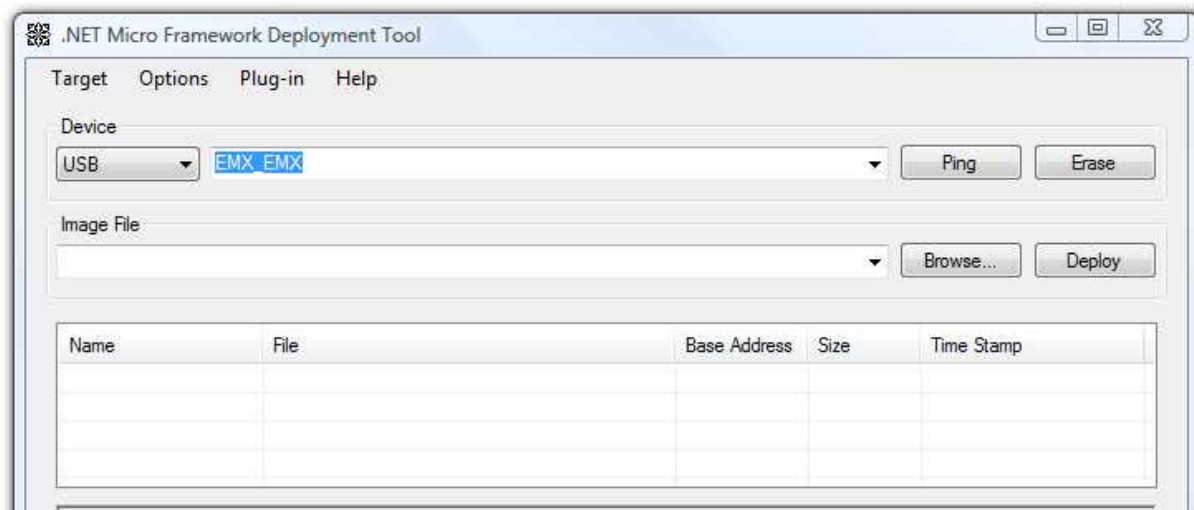 .NET Micro Framework Deployment Tool
Target Options Plug-in Help
Device
USB EMX_EMX Ping Erase
Image File
Browse... Deploy
Name File Base Address Size Time Stamp